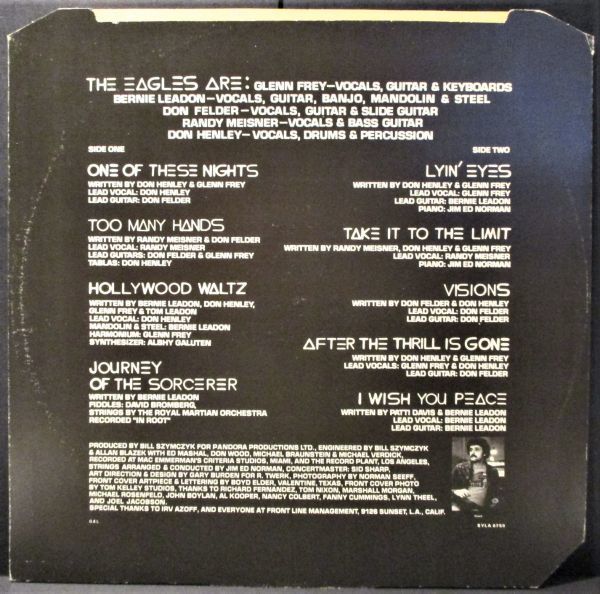 THE EAGLES ARE: GLENN FREY–VOCALS, GUITAR & KEYBOARDS
BERNIE LEADON–VOCALS, GUITAR, BANJO, MANDOLIN & STEEL
DON FELDER–VOCALS, GUITAR & SLIDE GUITAR
RANDY MEISNER–VOCALS & BASS GUITAR
DON HENLEY–VOCALS, DRUMS & PERCUSSION
SIDE ONE
ONE OF THESE NIGHTS
WRITTEN BY DON HENLEY & GLENN FREY
LEAD VOCAL: DON HENLEY
LEAD GUITAR: DON FELDER
TOO MANY HANDS
WRITTEN BY RANDY MEISNER & DON FELDER
LEAD VOCAL: RANDY MEISNER
LEAD GUITARS: DON FELDER & GLENN FREY
TABLAS: DON HENLEY
HOLLYWOOD WALTZ
WRITTEN BY BERNIE LEADON, DON HENLEY,
GLENN FREY & TOM LEADON
LEAD VOCAL: DON HENLEY
MANDOLIN & STEEL: BERNIE LEADON
HARMONIUM: GLENN FREY
SYNTHESIZER: ALBHY GALUTEN
JOURNEY
OF THE SORCERER
WRITTEN BY BERNIE LEADON
FIDDLES: DAVID BROMBERG,
STRINGS BY THE ROYAL MARTIAN ORCHESTRA
RECORDED "IN ROOT"
SIDE TWO
LYIN' EYES
WRITTEN BY DON HENLEY & GLENN FREY
LEAD VOCAL: GLENN FREY
LEAD GUITAR: BERNIE LEADON
PIANO: JIM ED NORMAN
TAKE IT TO THE LIMIT
WRITTEN BY RANDY MEISNER, DON HENLEY & GLENN FREY
LEAD VOCAL: RANDY MEISNER
PIANO: JIM ED NORMAN
VISIONS
WRITTEN BY DON FELDER & DON HENLEY
LEAD VOCAL: DON FELDER
LEAD GUITAR: DON FELDER
AFTER THE THRILL IS GONE
WRITTEN BY DON HENLEY & GLENN FREY
LEAD VOCALS: GLENN FREY & DON HENLEY
LEAD GUITAR: DON FELDER
I WISH YOU PEACE
WRITTEN BY PATTI DAVIS & BERNIE LEADON
LEAD VOCAL: BERNIE LEADON
LEAD GUITAR: BERNIE LEADON
PRODUCED BY BILL SZYMCZYK FOR PANDORA PRODUCTIONS LTD., ENGINEERED BY BILL SZYMCZYK
& ALLAN BLAZEK WITH ED MASHAL, DON WOOD, MICHAEL BRAUNSTEIN & MICHAEL VERDICK,
RECORDED AT MAC EMMERMAN'S CRITERIA STUDIOS, MIAMI, AND THE RECORD PLANT, LOS ANGELES,
STRINGS ARRANGED & CONDUCTED BY JIM ED NORMAN, CONCERTMASTER: SID SHARP,
ART DIRECTION & DESIGN BY GARY BURDEN FOR R. TWERK, PHOTOGRAPHY BY NORMAN SEEFF,
FRONT COVER ARTPIECE & LETTERING BY BOYD ELDER, VALENTINE, TEXAS, FRONT COVER PHOTO
BY TOM KELLEY STUDIOS, THANKS TO RICHARD FERNANDEZ, TOM NIXON, MARSHALL MORGAN,
MICHAEL ROSENFELD, JOHN BOYLAN, AL KOOPER, NANCY COLBERT, FANNY CUMMINGS, LYNN THEEL,
AND JOEL JACOBSON.
SPECIAL THANKS TO IRV AZOFF, AND EVERYONE AT FRONT LINE MANAGEMENT, 9126 SUNSET, L.A., CALIF.
SYLA 8759